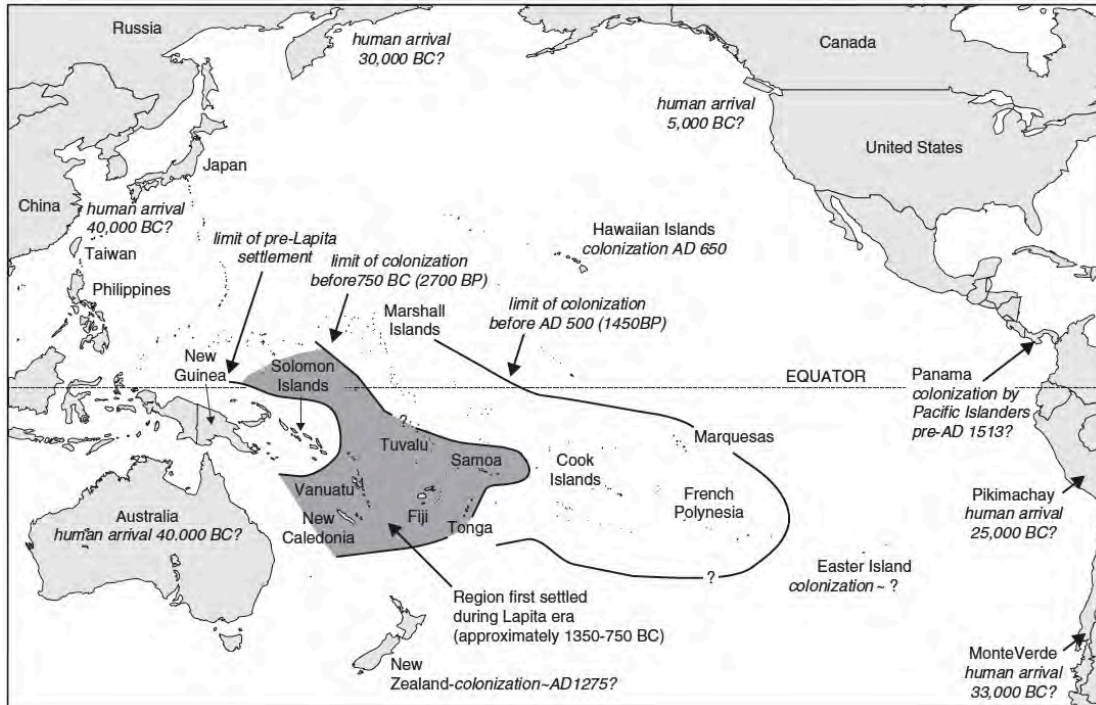 Russia
human arrival
30,000 BC?
Canada
human arrival
5,000 BC?
United States
Japan
China
human arrival
40,000 BC?
Taiwan
Philippines
limit of pre-Lapita
settlement
limit of colonization
before750 BC (2700 BP)
Hawaiian Islands
colonization AD 650
Marshall
Islands
limit of colonization
before AD 500 (1450BP)
New
Guinea
Solomon
Islands
EQUATOR
Panama
colonization by
Pacific Islanders
pre-AD 1513?
?
Tuvalu
Samoa
Cook
Islands
Marquesas
French
Polynesia
Vanuatu
New
Caledonia
Fiji
Tonga
Australia
human arrival 40.000 BC?
Pikimachay
human arrival
25,000 BC?
?
Easter Island
colonization ~ ?
Region first settled
during Lapita era
(approximately 1350-750 BC)
New
Zealand-colonization~AD1275?
MonteVerde
human arrival
33,000 BC?